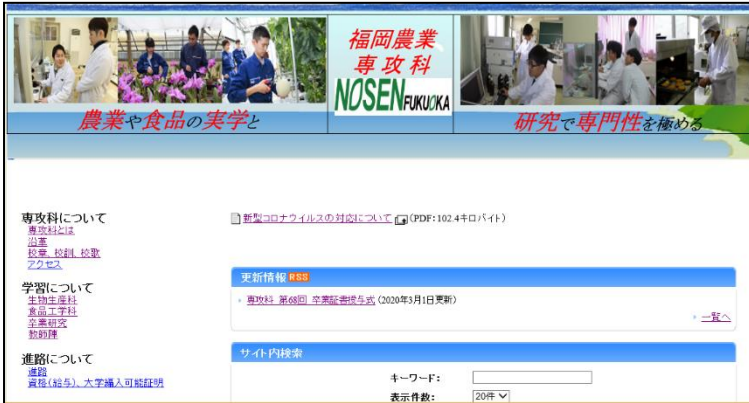 福岡農業
専攻科
NOSENFUKUOKA
農業や食品の実学と
研究で専門性を極める
専攻科について
専攻科とは
沿革
校章、校訓、校歌
アクセス
学習について
生物生産科
食品工学科
卒業研究
教師陣
進路について
進路
資格(給与)、大学編入可能証明
新型コロナウイルスの対応について (PDF:102.4キロバイト)
更新情報 RSS
専攻科 第68回 卒業証書授与式 (2020年3月1日更新)
一覧へ
サイト内検索
キーワード:
表示件数: 20件